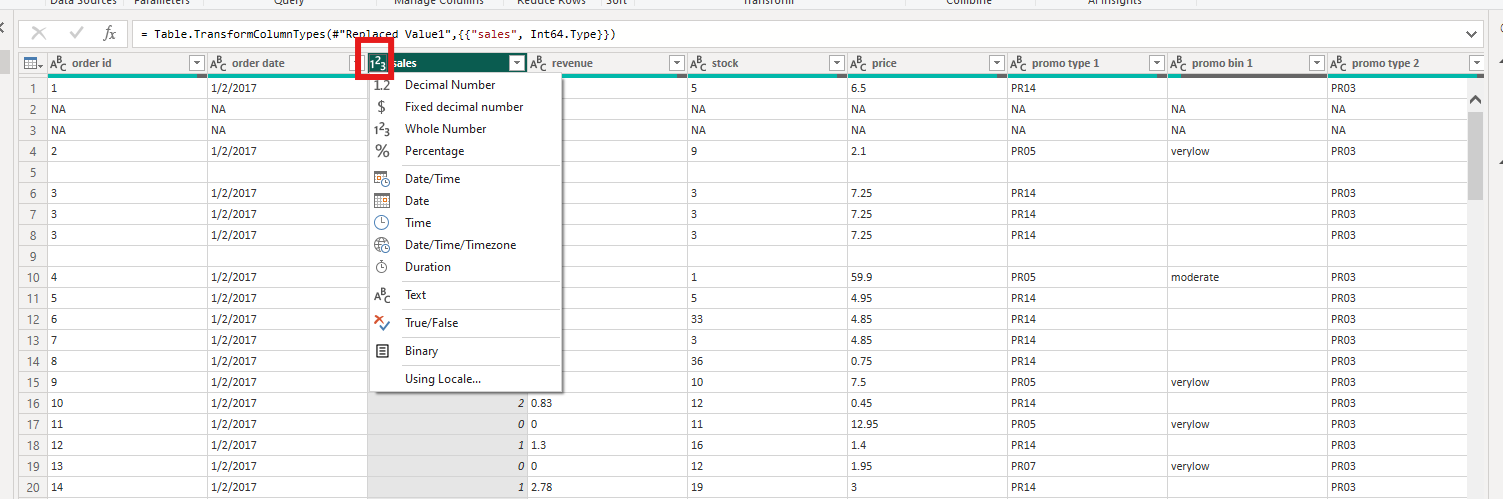 Data Sources Parameters Query Manage Columns Reduce Rows Sort Transform Combine AI Insights
fx = Table.TransformColumnTypes(#"Replaced Value1",{{"sales", Int64.Type}})
ABC order id ABC order date 123 sales ABC revenue ABC stock ABC price ABC promo type 1 ABC promo bin 1 ABC promo type 2
1 1 1/2/2017 5 6.5 PR14 PR03
2 NA NA NA NA NA NA NA
3 NA NA NA NA NA NA NA
4 2 1/2/2017 9 2.1 PR05 verylow PR03
5
6 3 1/2/2017 3 7.25 PR14 PR03
7 3 1/2/2017 3 7.25 PR14 PR03
8 3 1/2/2017 3 7.25 PR14 PR03
9
10 4 1/2/2017 1 59.9 PR05 moderate PR03
11 5 1/2/2017 5 4.95 PR14 PR03
12 6 1/2/2017 33 4.85 PR14 PR03
13 7 1/2/2017 3 4.85 PR14 PR03
14 8 1/2/2017 36 0.75 PR14 PR03
15 9 1/2/2017 10 7.5 PR05 verylow PR03
16 10 1/2/2017 2 0.83 12 0.45 PR14 PR03
17 11 1/2/2017 0 0 11 12.95 PR05 verylow PR03
18 12 1/2/2017 1 1.3 16 1.4 PR14 PR03
19 13 1/2/2017 0 0 12 1.95 PR07 verylow PR03
20 14 1/2/2017 1 2.78 19 3 PR14 PR03
1.2 Decimal Number
$ Fixed decimal number
123 Whole Number
% Percentage
Date/Time
Date
Time
Date/Time/Timezone
Duration
ABC Text
True/False
Binary
Using Locale...